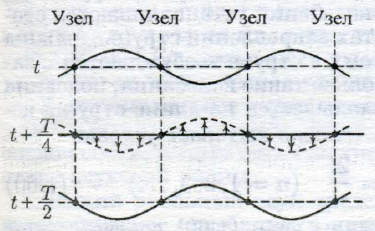 Узел Узел Узел Узел
t
t + T/4
t + T/2